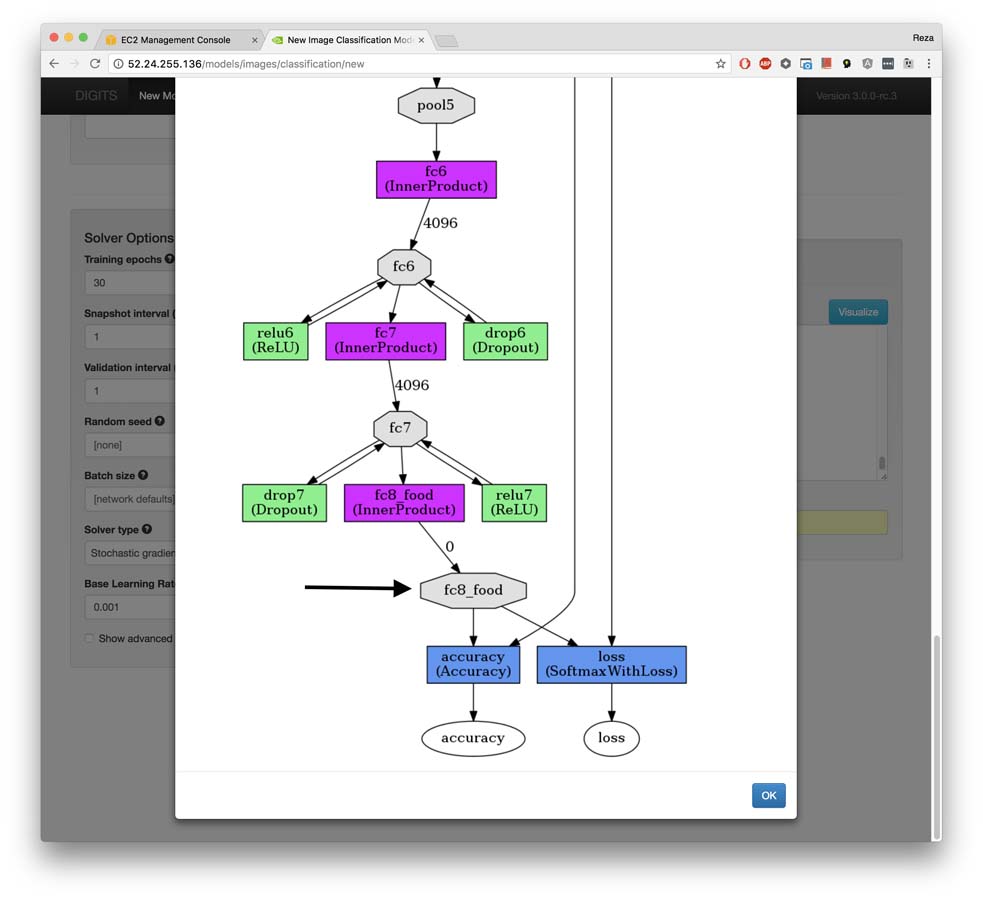 EC2 Management Console
New Image Classification Mod
Reza
52.24.255.136/models/images/classification/new
DIGITS
New Mo
Version 3.0.0-rc.3
pool5
fc6
(InnerProduct)
4096
fc6
relu6
(ReLU)
fc7
(InnerProduct)
drop6
(Dropout)
4096
fc7
drop7
(Dropout)
fc8_food
(InnerProduct)
relu7
(ReLU)
0
fc8_food
accuracy
(Accuracy)
loss
(SoftmaxWithLoss)
accuracy
loss
OK
Solver Options
Training epochs
30
Snapshot interval (
1
Validation interval
1
Random seed
[none]
Batch size
[network defaults]
Solver type
Stochastic gradien
Base Learning Rat
0.001
Show advanced
Visualize